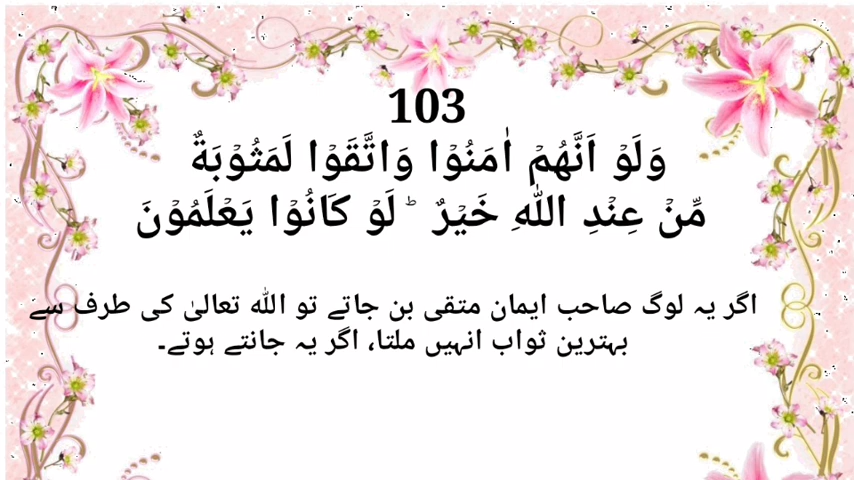 103
وَلَوۡ اَنَّهُمۡ اٰمَنُوۡا وَاتَّقَوۡا لَمَثُوۡبَةٌ
مِّنۡ عِنۡدِ اللّٰهِ خَيۡرٌ ؕ لَوۡ كَانُوۡا يَعۡلَمُوۡنَ
اگر یہ لوگ صاحب ایمان متقی بن جاتے تو اللہ تعالیٰ کی طرف سے
بہترین ثواب انہیں ملتا، اگر یہ جانتے ہوتے۔